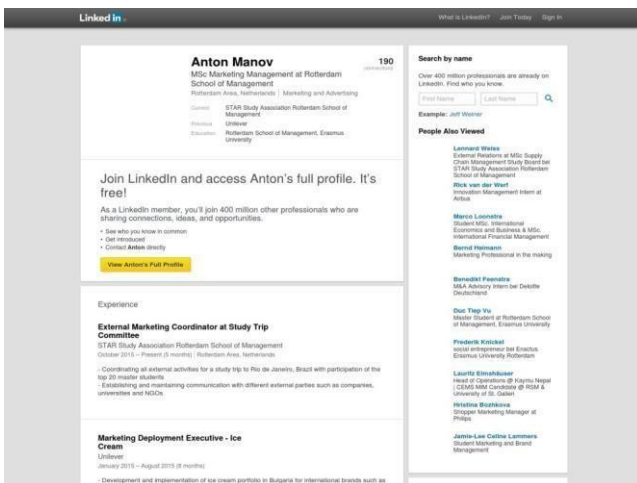 Linked in
What is LinkedIn? Join Today Sign In
Anton Manov
MSc Marketing Management at Rotterdam
School of Management
Rotterdam Area, Netherlands | Marketing and Advertising
190
connections
Current STAR Study Association Rotterdam School of
Management
Previous Unilever
Education Rotterdam School of Management, Erasmus
University
Join LinkedIn and access Anton's full profile. It's
free!
As a LinkedIn member, you'll join 400 million other professionals who are
sharing connections, ideas, and opportunities.
• See who you know in common
• Get introduced
• Contact Anton directly
View Anton's Full Profile
Experience
External Marketing Coordinator at Study Trip
Committee
STAR Study Association Rotterdam School of Management
October 2015 – Present (5 months) | Rotterdam Area, Netherlands
- Coordinating all external activities for a study trip to Rio de Janeiro, Brazil with participation of the
top 20 master students
- Establishing and maintaining communication with different external parties such as companies,
universities and NGOs.
Marketing Deployment Executive - Ice
Cream
Unilever
January 2015 – August 2015 (8 months)
- Development and implementation of ice cream portfolio in Bulgaria for international brands such as
Search by name
Over 400 million professionals are already on
LinkedIn. Find who you know.
First Name Last Name
Example: Jeff Weiner
People Also Viewed
Lennard Weiss
External Relations at MSc Supply
Chain Management Study Board bei
STAR Study Association Rotterdam
School of Management
Rick van der Werf
Innovation Management Intern at
Airbus
Marco Loonstra
Student MSc. International
Economics and Business & MSc.
International Financial Management
Bernd Heimann
Marketing Professional in the making
Benedikt Feenstra
M&A Advisory Intern bei Deloitte
Deutschland
Duc Tiep Vu
Master Student at Rotterdam School
of Management, Erasmus University
Frederik Knickel
social entrepreneur bei Enactus
Erasmus University Rotterdam
Lauritz Elmshäuser
Head of Operations @ Kaymu Nepal
| CEMS MIM Candidate @ RSM &
University of St. Gallen
Hristina Bozhkova
Shopper Marketing Manager at
Philips
Jamie-Lee Celine Lammers
Student Marketing and Brand
Management